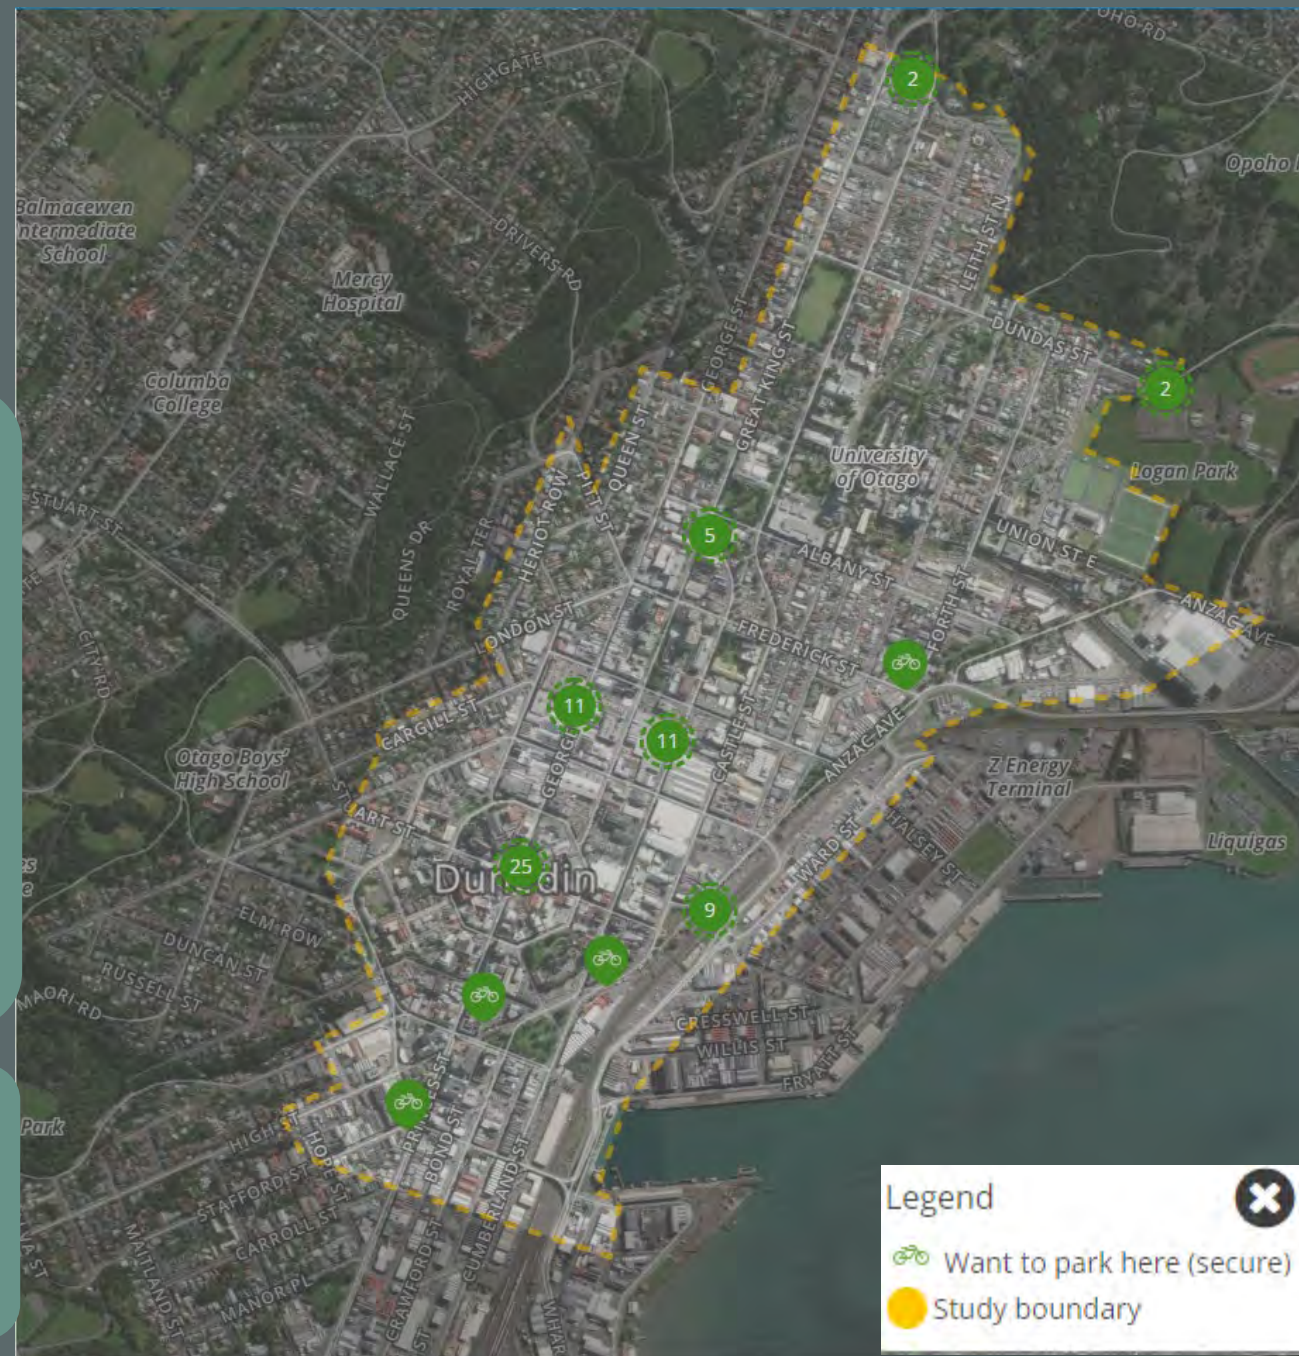 OHO-RD
2
HIGHGATE
Opoho
Balmacewen
Intermediate
School
LEITH ST N
DRIVERS RD
Mercy
Hospital
DUNDAS ST
GEORGE ST
GREAT KING ST
Columba
College
2
WALLACE ST
QUEEN ST
University
of Otago
Logan Park
STUART ST
PITT ST
HERIOT ROW
5
UNION ST E
ALBANY ST
QUEENS DR
ROYAL TER
LONDON ST
FORTH ST
ANZAC AVE
FREDERICK ST
CITY RD
11
CARGILL ST
11
CASTLE ST
ANZAC AVE
GEORGE
Otago Boys'
High School
Z Energy
Terminal
STUART ST
WARD ST
HALSEY ST
Liquigas
25
Dunedin
9
ELM ROW
DUNCAN ST
RUSSELL ST
MAORI RD
CRESSWELL ST
WILLIS ST
FRYATT ST
PRINCES ST
Park
HIGH ST
HOPE ST
BOND ST
STAFFORD ST
CUMBERLAND ST
CARROLL ST
MAITLAND ST
MANOR PL
CRAWFORD ST
ST
WHAR
VA ST
Legend
Want to park here (secure)
Study boundary